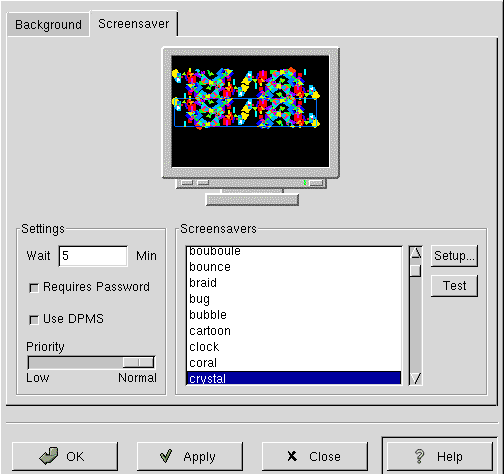 Background Screensaver
Settings
Wait 5 Min
Requires Password
Use DPMS
Priority
Low Normal
Screensavers
bouboule
bounce
braid
bug
bubble
cartoon
clock
coral
crystal
Setup...
Test
OK Apply Close Help